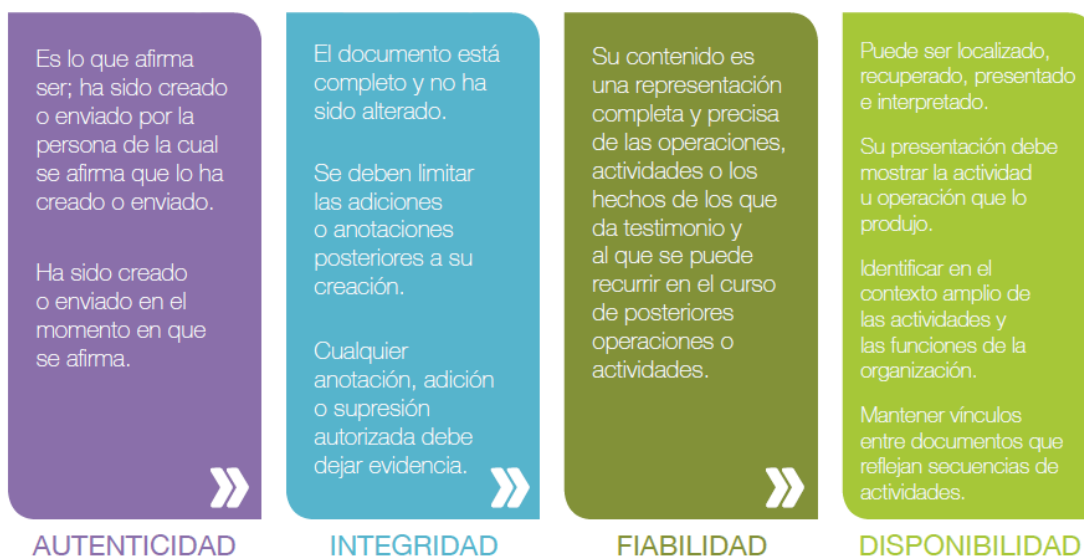 Es lo que afirma
ser; ha sido creado
o enviado por la
persona de la cual
se afirma que lo ha
creado o enviado.
Ha sido creado
o enviado en el
momento en que
se afirma.
AUTENTICIDAD
El documento está
completo y no ha
sido alterado.
Se deben limitar
las adiciones
o anotaciones
posteriores a su
creación.
Cualquier
anotación, adición
o supresión
autorizada debe
dejar evidencia.
INTEGRIDAD
Su contenido es
una representación
completa y precisa
de las operaciones,
actividades o los
hechos de los que
da testimonio y
al que se puede
recurrir en el curso
de posteriores
operaciones o
actividades.
FIABILIDAD
Puede ser localizado,
recuperado, presentado
e interpretado.
Su presentación debe
mostrar la actividad
u operación que lo
produjo.
Identificar en el
contexto amplio de
las actividades y
las funciones de la
organización.
Mantener vínculos
entre documentos que
reflejan secuencias de
actividades.
DISPONIBILIDAD